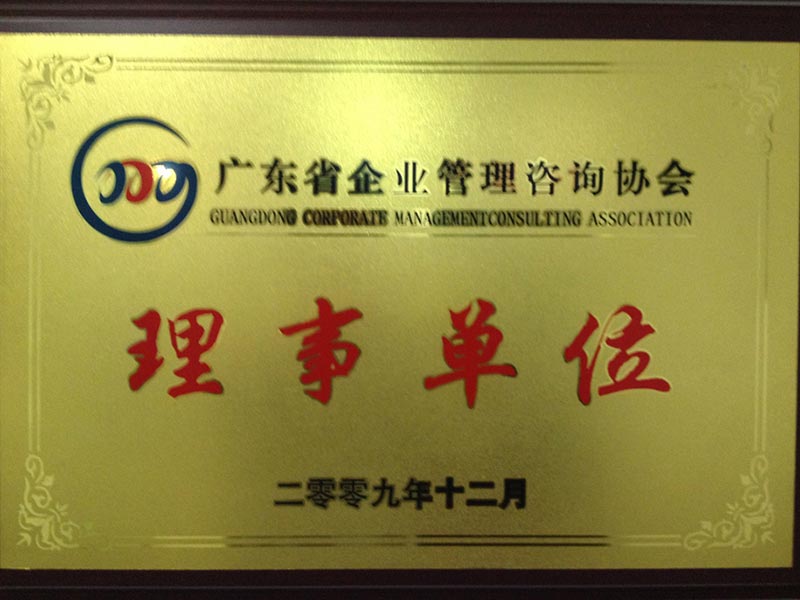 广东省企业管理咨询协会
GUANGDONG CORPORATE MANAGEMENTCONSULTING ASSOCIATION
理事单位
二零零九年十二月